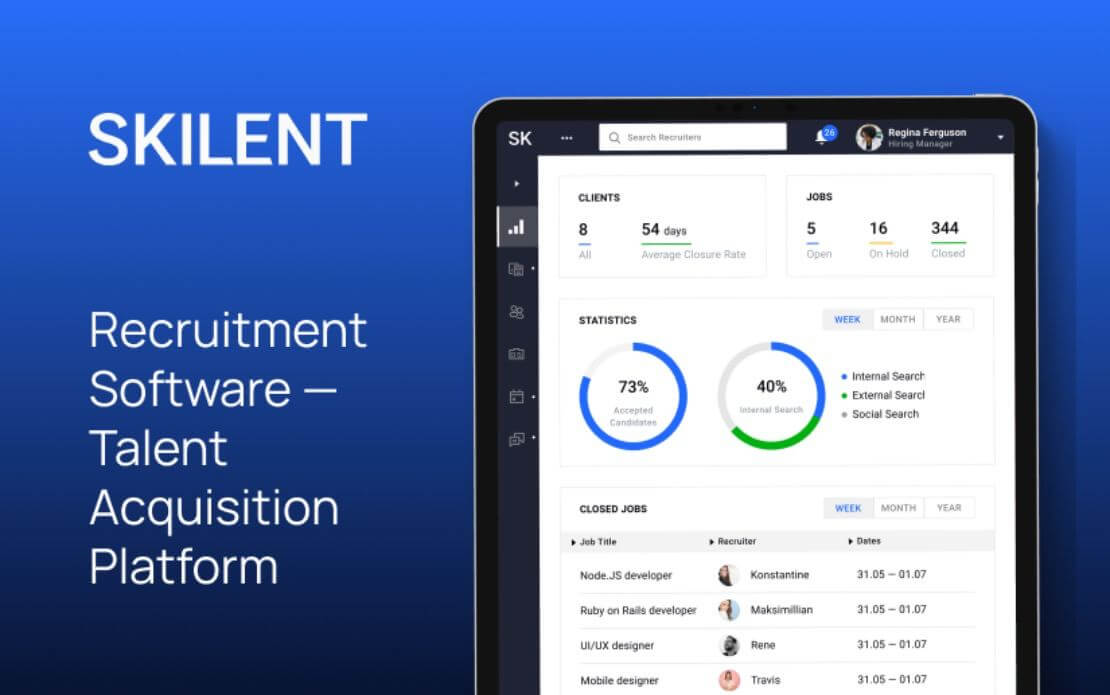 SKILENT
Recruitment
Software —
Talent
Acquisition
Platform
SK
Search Recruiters
26
Regina Ferguson
Hiring Manager
CLIENTS
8
All
54 days
Average Closure Rate
JOBS
5
Open
16
On Hold
344
Closed
STATISTICS
WEEK MONTH YEAR
73%
Accepted
Candidates
40%
Internal Search
Internal Search
External Searcl
Social Search
CLOSED JOBS
WEEK MONTH YEAR
Job Title Recruiter Dates
Node.JS developer Konstantine 31.05 — 01.07
Ruby on Rails developer Maksimillian 31.05 — 01.07
UI/UX designer Rene 31.05 — 01.07
Mobile designer Travis 31.05 — 01.07